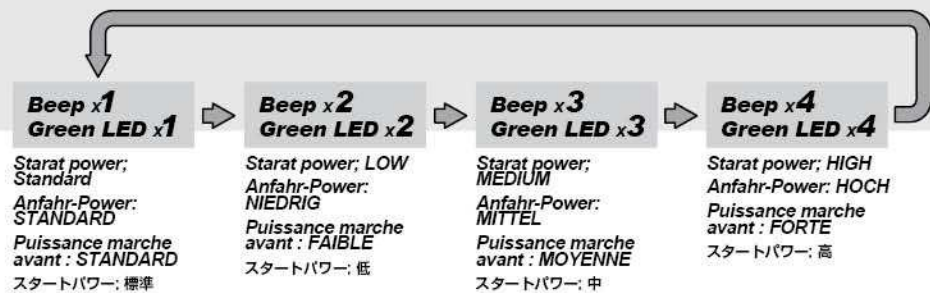 Beep x1
Green LED x1
Starat power;
Standard
Anfahr-Power:
STANDARD
Puissance marche
avant : STANDARD
スタートパワー: 標準
Beep x2
Green LED x2
Starat power; LOW
Anfahr-Power:
NIEDRIG
Puissance marche
avant : FAIBLE
スタートパワー: 低
Beep x3
Green LED x3
Starat power;
MEDIUM
Anfahr-Power:
MITTEL
Puissance marche
avant : MOYENNE
スタートパワー: 中
Beep x4
Green LED x4
Starat power; HIGH
Anfahr-Power: HOCH
Puissance marche
avant : FORTE
スタートパワー: 高